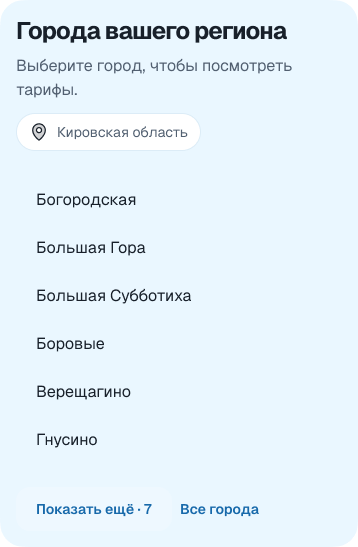 Города вашего региона
Выберите город, чтобы посмотреть
тарифы.
Кировская область
Богородская
Большая Гора
Большая Субботиха
Боровые
Верещагино
Гнусино
Показать ещё · 7 Все города